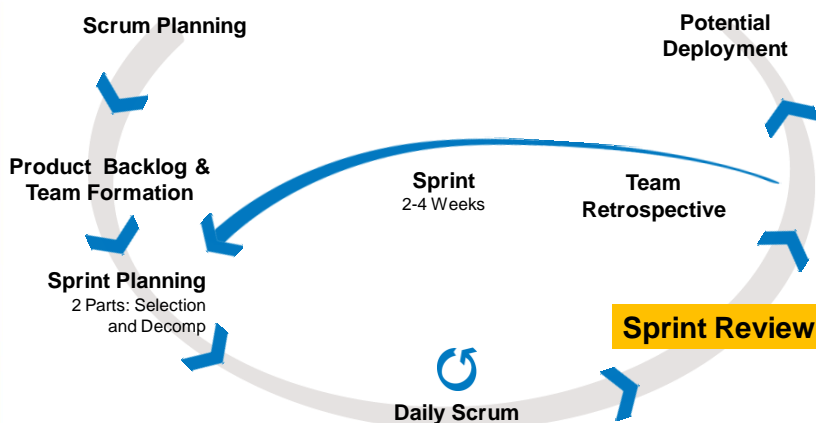 Scrum Planning
Potential
Deployment
Product Backlog &
Team Formation
Sprint
2-4 Weeks
Team
Retrospective
Sprint Planning
2 Parts: Selection
and Decomp
Sprint Review
Daily Scrum